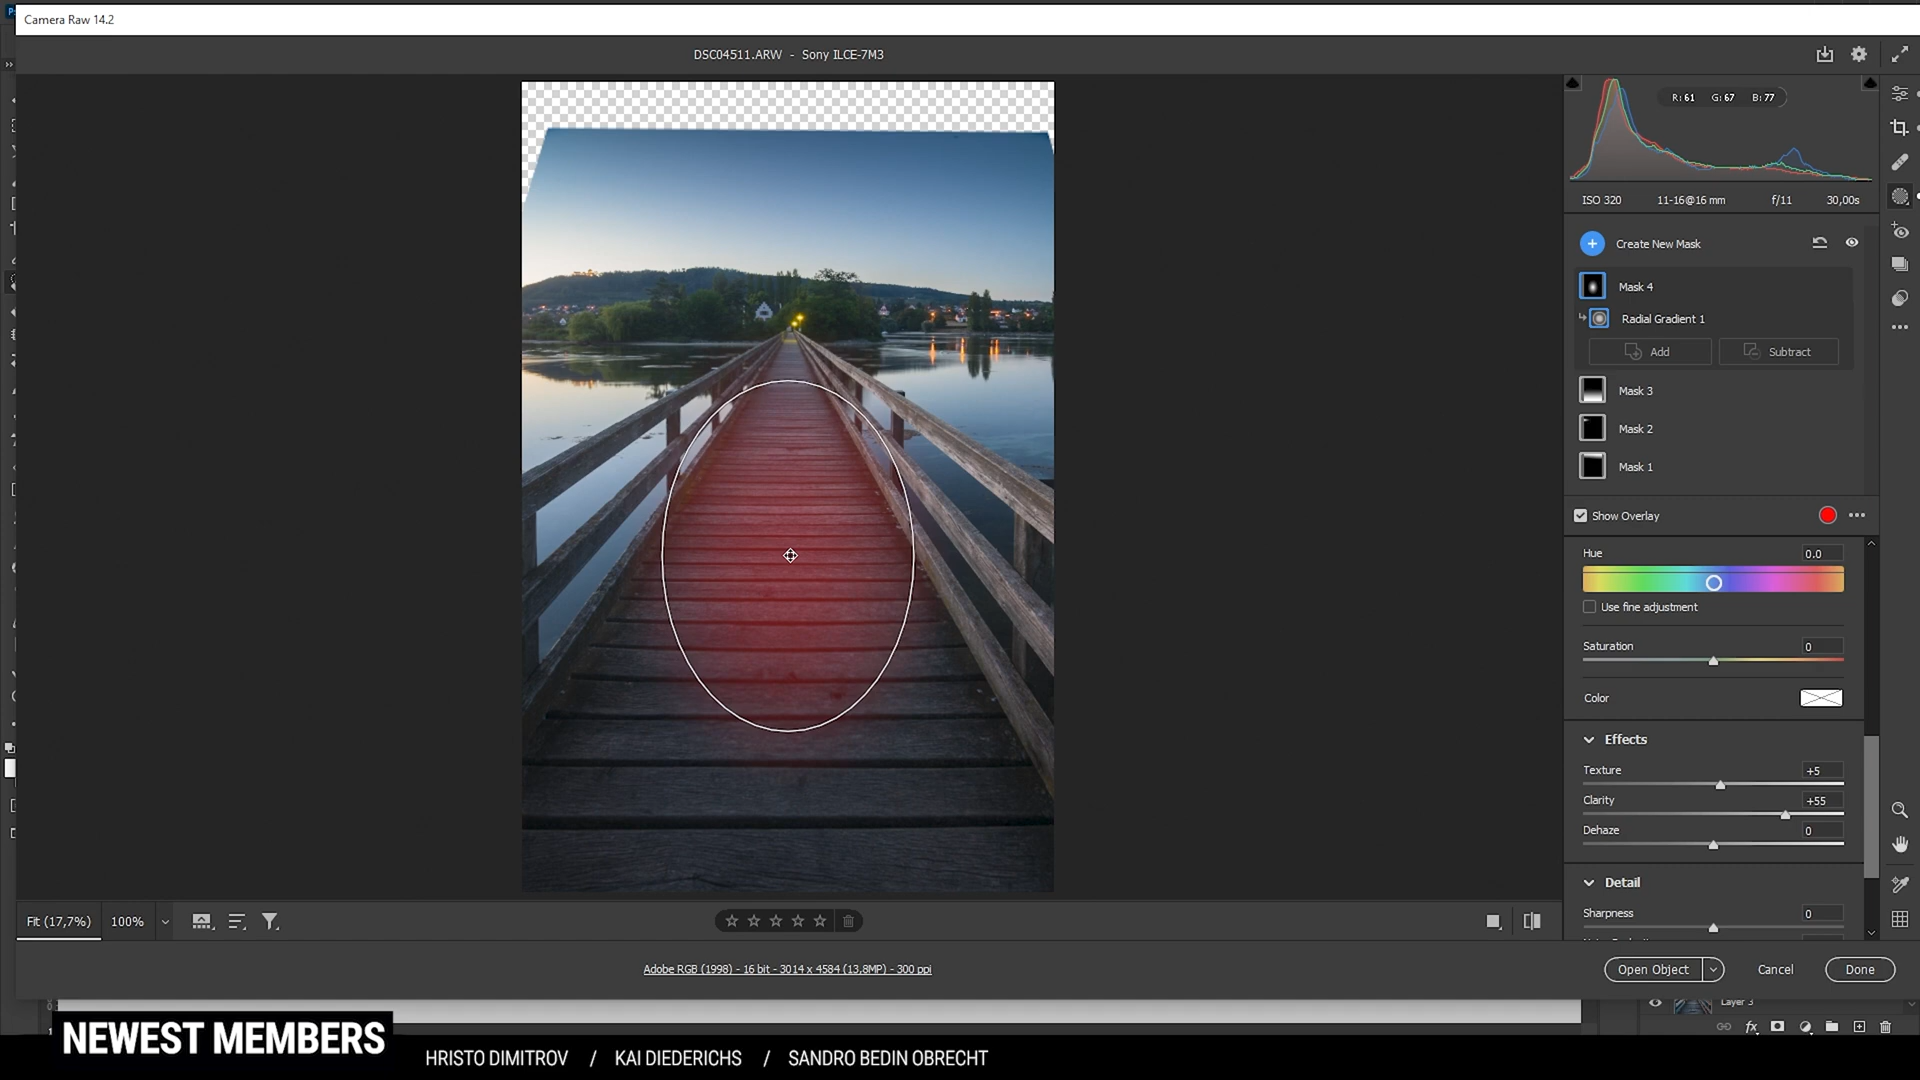 Camera Raw 14.2
DSC04511.ARW - Sony ILCE-7M3
R: 61 G: 67 B: 77
ISO 320 11-16@16 mm f/11 30,00s
Create New Mask
Mask 4
Radial Gradient 1
Add Subtract
Mask 3
Mask 2
Mask 1
Show Overlay
Hue 0.0
Use fine adjustment
Saturation 0
Color
Effects
Texture +5
Clarity +55
Dehaze 0
Detail
Sharpness 0
Fit (17,7%) 100%
Adobe RGB (1998) - 16 bit - 3014 x 4584 (13,8MP) - 300 ppi
Open Object Cancel Done
Layer 3
fx
NEWEST MEMBERS
HRISTO DIMITROV / KAI DIEDERICHS / SANDRO BEDIN OBRECHT